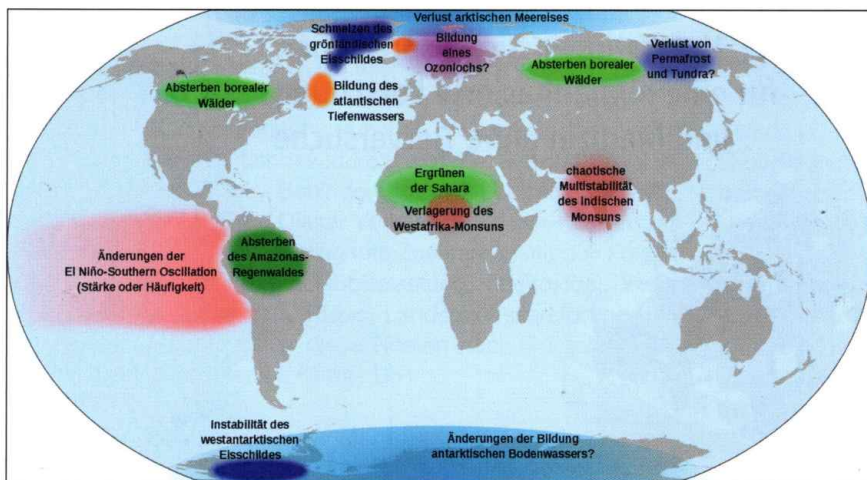 Verlust arktischen Meereises
Schmelzen des
grönländischen
Eisschildes
Bildung
eines
Ozonlochs?
Verlust von
Permafrost
und Tundra?
Absterben borealer
Wälder
Absterben borealer
Wälder
Bildung des
atlantischen
Tiefenwassers
Ergrünen
der Sahara
chaotische
Multistabilität
des Indischen
Monsuns
Verlagerung des
Westafrika-Monsuns
Änderungen der
El Niño-Southern Oscillation
(Stärke oder Häufigkeit)
Absterben
des Amazonas-
Regenwaldes
Instabilität des
westantarktischen
Eisschildes
Änderungen der Bildung
antarktischen Bodenwassers?